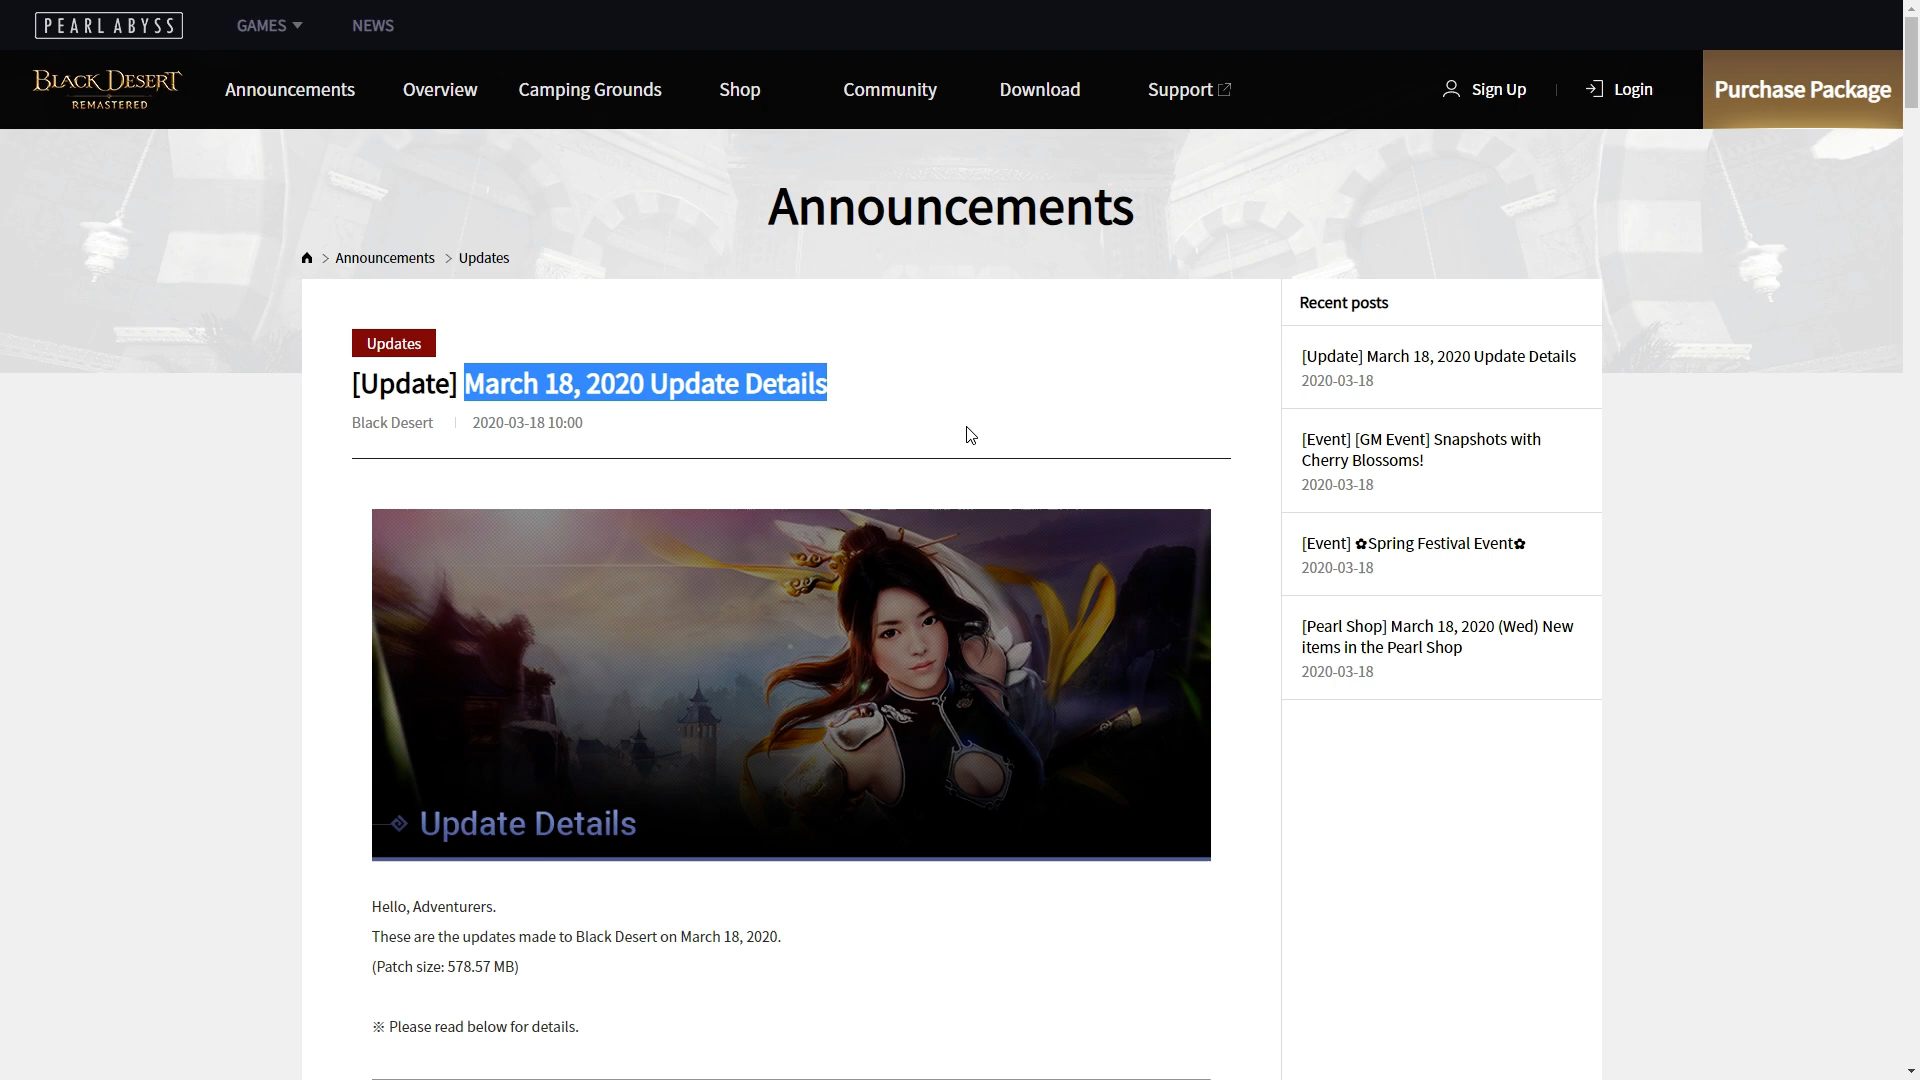 PEARL ABYSS
GAMES
NEWS
BLACK DESERT
REMASTERED
Announcements
Overview
Camping Grounds
Shop
Community
Download
Support
Sign Up
Login
Purchase Package
Announcements
Announcements > Updates
Updates
[Update] March 18, 2020 Update Details
Black Desert
2020-03-18 10:00
Update Details
Hello, Adventurers.
These are the updates made to Black Desert on March 18, 2020.
(Patch size: 578.57 MB)
※ Please read below for details.
Recent posts
[Update] March 18, 2020 Update Details
2020-03-18
[Event] [GM Event] Snapshots with
Cherry Blossoms!
2020-03-18
[Event] ✿Spring Festival Event✿
2020-03-18
[Pearl Shop] March 18, 2020 (Wed) New
items in the Pearl Shop
2020-03-18